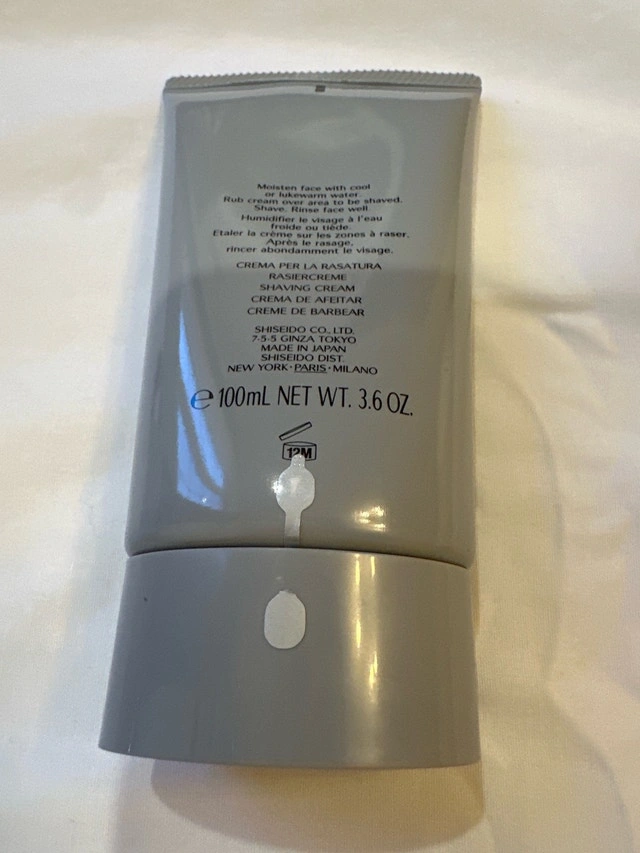 Moisten face with cool
or lukewarm water.
Rub cream over area to be shaved.
Shave. Rinse face well.
Humidifier le visage à l'eau
froide ou tiède.
Etaler la crème sur les zones à raser.
Après le rasage,
rincer abondamment le visage.
CREMA PER LA RASATURA
RASIERCREME
SHAVING CREAM
CREMA DE AFEITAR
CREME DE BARBEAR
SHISEIDO CO., LTD.
7-5-5 GINZA TOKYO
MADE IN JAPAN
SHISEIDO DIST.
NEW YORK·PARIS·MILANO
℮ 100mL NET WT. 3.6 OZ.
12M